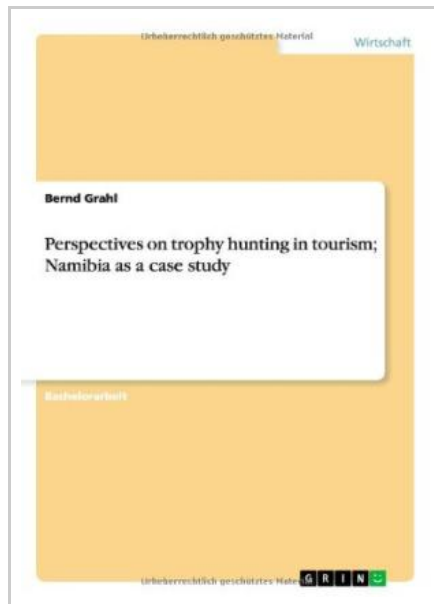 Urheberrechtlich geschütztes Material
Wirtschaft
Bernd Grahl
Perspectives on trophy hunting in tourism;
Namibia as a case study
Bachelorarbeit
Urheberrechtlich geschütztes Mater
GRIN